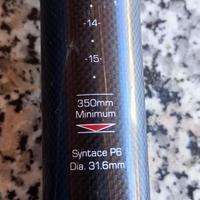 -14-
-15-
350mm
Minimum
Syntace P6
Dia. 31.6mm